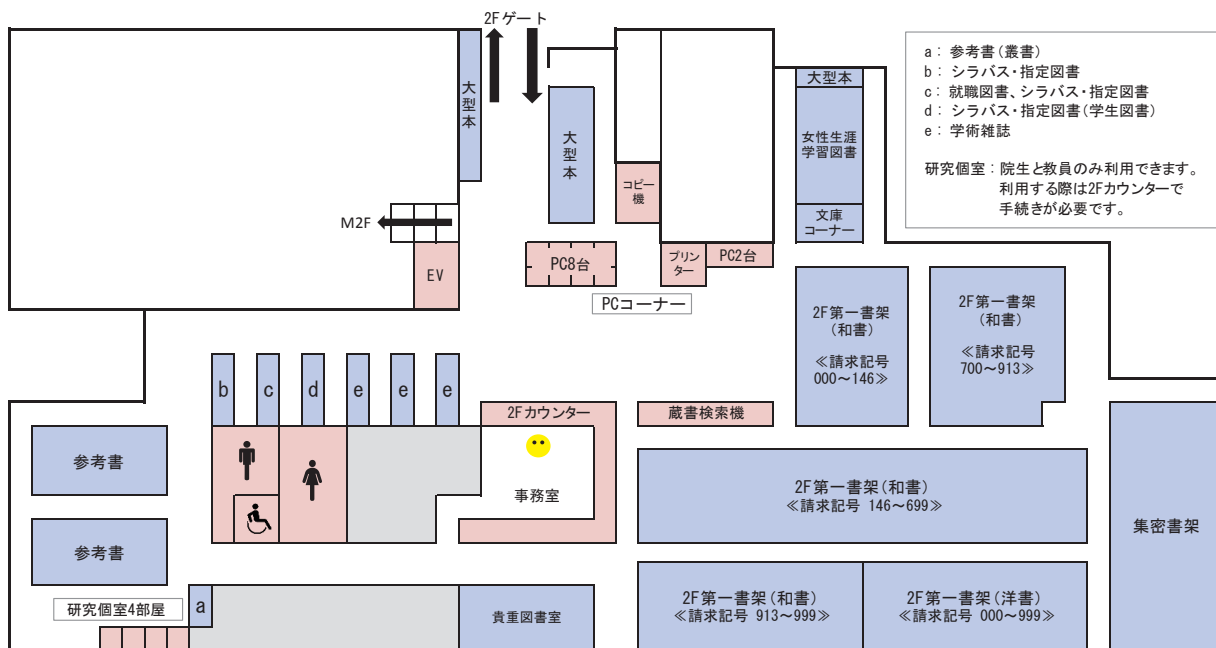 2Fゲート
a： 参考書(叢書)
b： シラバス・指定図書
c： 就職図書、シラバス・指定図書
d： シラバス・指定図書(学生図書)
e： 学術雑誌
研究個室：院生と教員のみ利用できます。
利用する際は2Fカウンターで
手続きが必要です。
大型本
大型本
大型本
女性生涯
学習図書
文庫
コーナー
コピー
機
M2F
EV
PC8台
プリン
ター
PC2台
PCコーナー
2F第一書架
(和書)
≪請求記号
000～146≫
2F第一書架
(和書)
≪請求記号
700～913≫
b
c
d
e
e
e
2Fカウンター
蔵書検索機
参考書
事務室
2F第一書架(和書)
≪請求記号 146～699≫
集密書架
参考書
研究個室4部屋
a
貴重図書室
2F第一書架(和書)
≪請求記号 913～999≫
2F第一書架(洋書)
≪請求記号 000～999≫